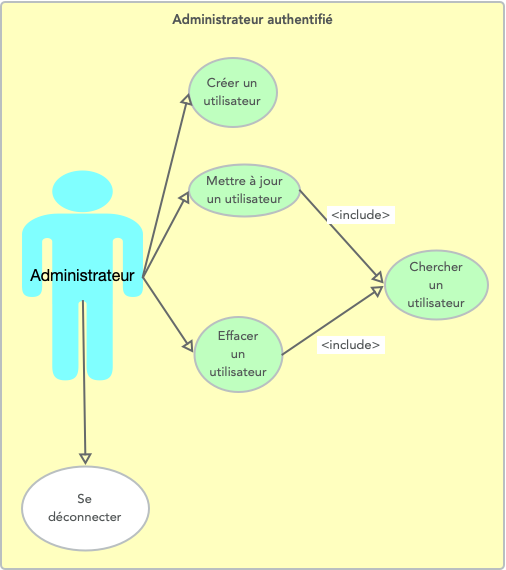 Administrateur authentifié
Créer un
utilisateur
Mettre à jour
un utilisateur
<include>
Chercher
un
utilisateur
Administrateur
Effacer
un
utilisateur
<include>
Se
déconnecter